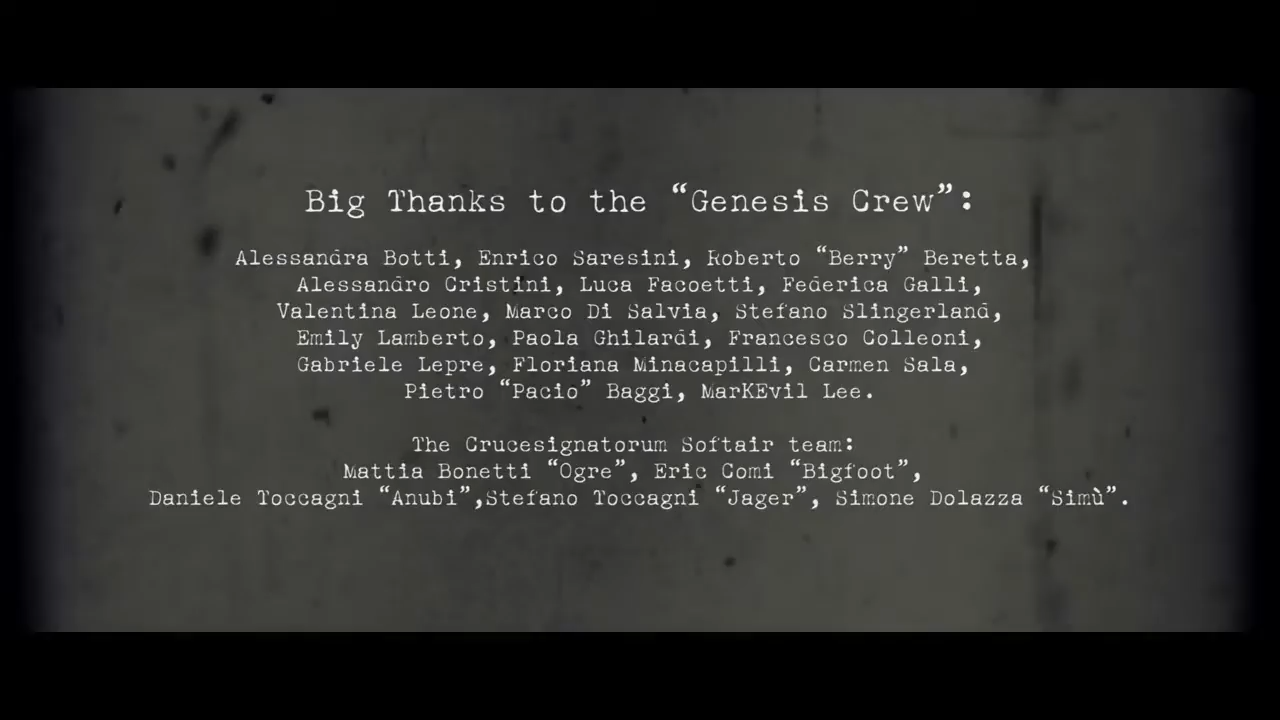 Big Thanks to the “Genesis Crew”:
Alessandra Botti, Enrico Saresini, Roberto “Berry” Beretta,
Alessandro Cristini, Luca Facoetti, Federica Galli,
Valentina Leone, Marco Di Salvia, Stefano Slingerland,
Emily Lamberto, Paola Ghilardi, Francesco Colleoni,
Gabriele Lepre, Floriana Minacapilli, Carmen Sala,
Pietro “Pacio” Baggi, MarKEvil Lee.
The Crucesignatorum Softair team:
Mattia Bonetti “Ogre”, Eric Comi “Bigfoot”,
Daniele Toccagni “Anubi”,Stefano Toccagni “Jager”, Simone Dolazza “Simù”.